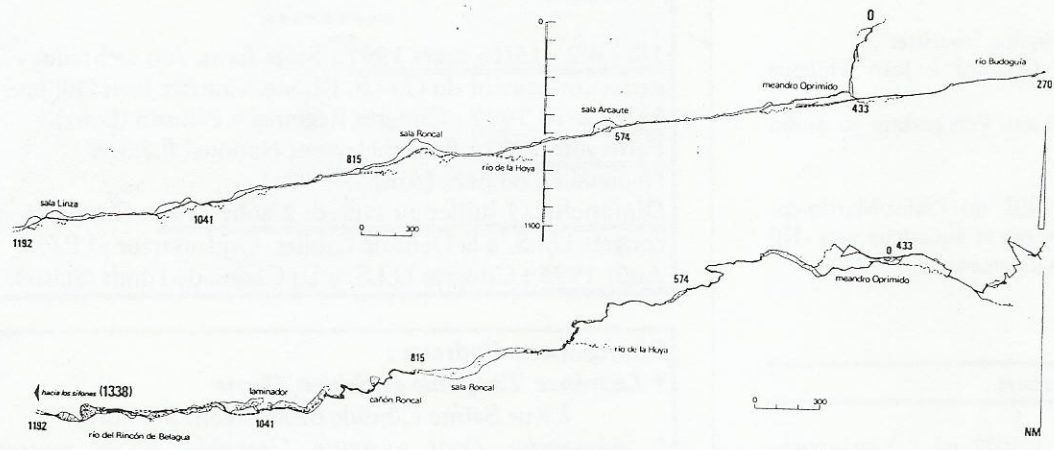 0
0
río Budoguía
meandro Oprimido
433
270
sala Arcaute
574
sala Roncal
815
río de la Hoya
sala Linza
1041
1192
0 300
1100
0 433
meandro Oprimido
574
río de la Hoya
815
sala Roncal
cañón Roncal
hacia los sifones (1338)
laminador
1192
1041
río del Rincón de Belagua
0 300
NM